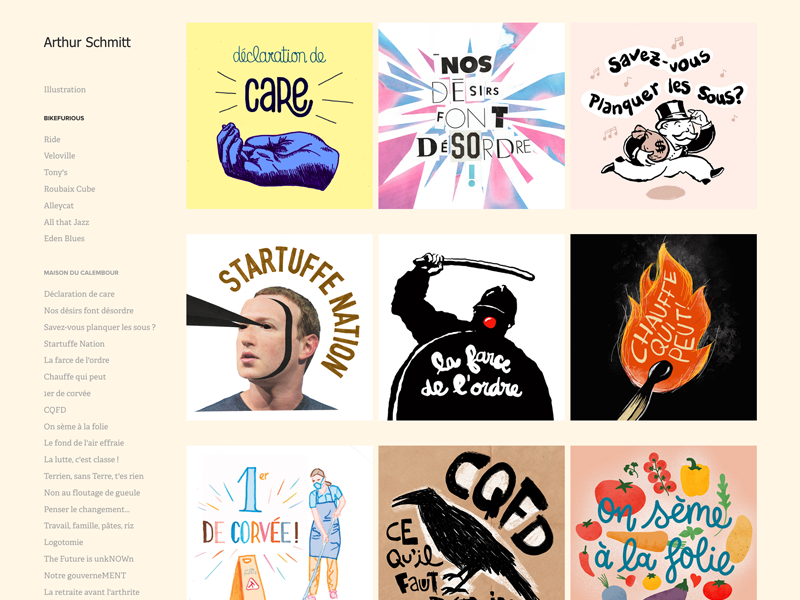 Arthur Schmitt
Illustration
BIKEFURIOUS
Ride
Veloville
Tony's
Roubaix Cube
Alleycat
All that Jazz
Eden Blues
MAISON DU CALEMBOUR
Déclaration de care
Nos désirs font désordre
Savez-vous planquer les sous ?
Startuffe Nation
La farce de l'ordre
Chauffe qui peut
1er de corvée
CQFD
On sème à la folie
Le fond de l'air effraie
La lutte, c'est classe !
Terrien, sans Terre, t'es rien
Non au floutage de gueule
Penser le changement...
Travail, famille, pâtes, riz
Logotomie
The Future is unkNOWn
Notre gouverneMENT
La retraite avant l'arthrite
déclaration de
care
NOS
DÉSIRS
FONT
DÉSORDRE
!
Savez-vous
Planquer les Sous?
$
STARTUFFE NATION
la farce
de l'ordre
CHAUFFE
QUI
PEUT!
1er
DE CORVÉE!
CQFD
CE
QU'iL
FAUT
on sème
à la folie